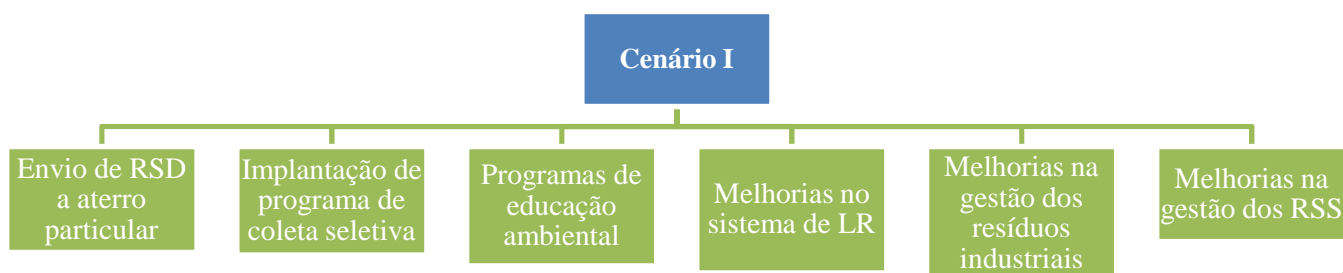 Cenário I
Envio de RSD
a aterro
particular
Implantação de
programa de
coleta seletiva
Programas de
educação
ambiental
Melhorias no
sistema de LR
Melhorias na
gestão dos
resíduos
industriais
Melhorias na
gestão dos RSS